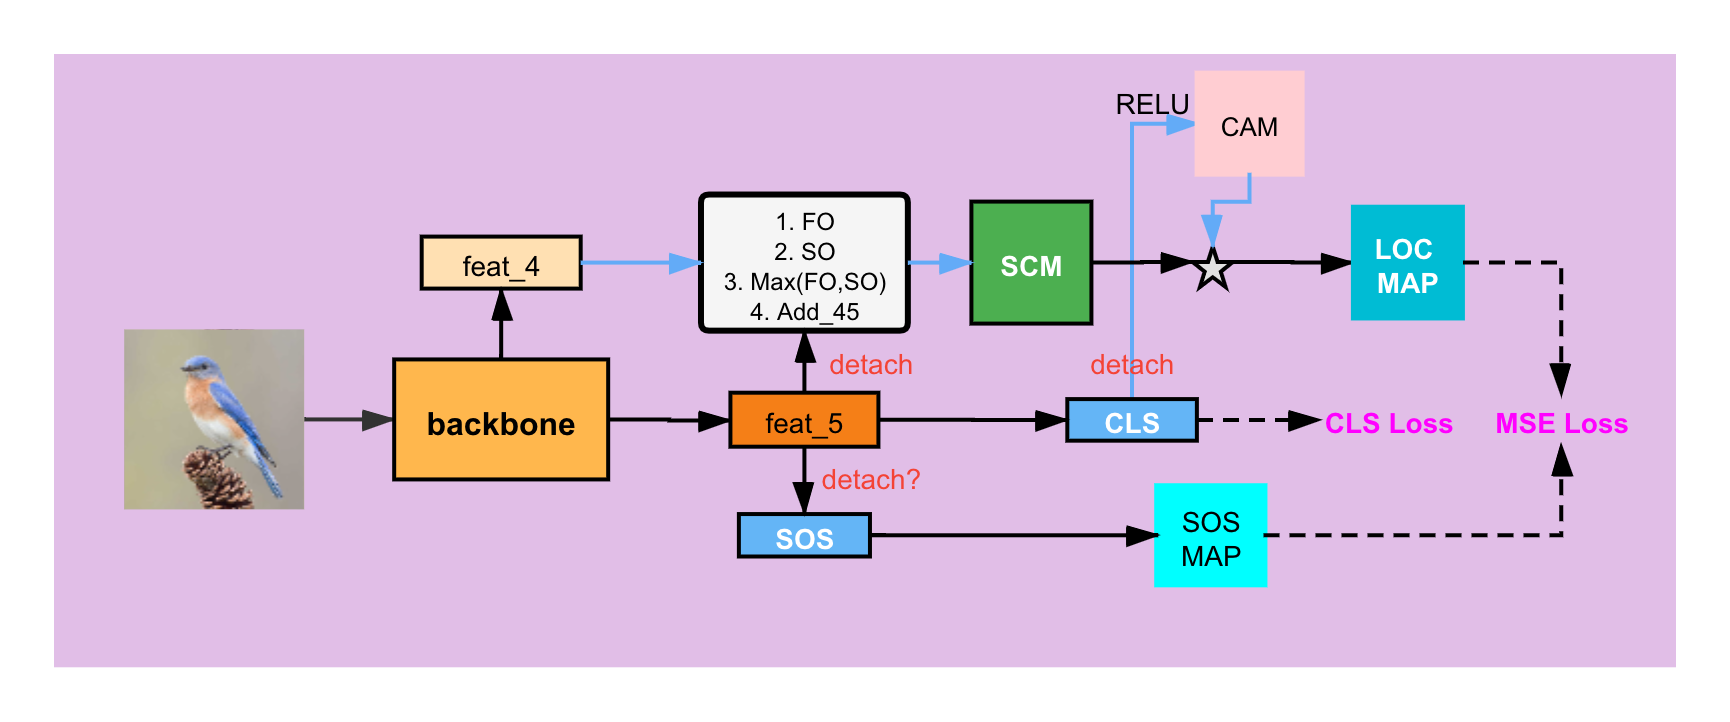 RELU
CAM
1. FO
2. SO
3. Max(FO,SO)
4. Add_45
feat_4
SCM
LOC
MAP
detach
detach
backbone
feat_5
CLS
CLS Loss
MSE Loss
detach?
SOS
SOS
MAP